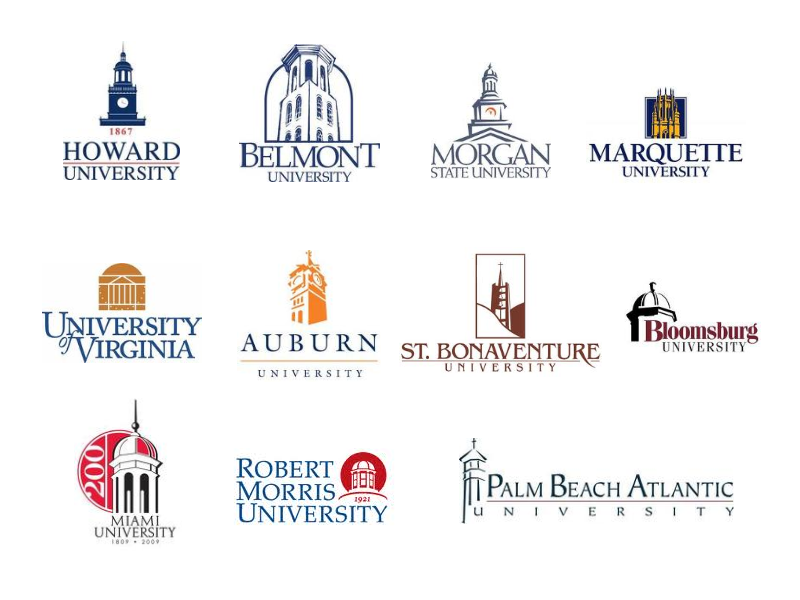 1867
HOWARD
UNIVERSITY
BELMONT
UNIVERSITY
MORGAN
STATE UNIVERSITY
MARQUETTE
UNIVERSITY
UNIVERSITY
of VIRGINIA
AUBURN
UNIVERSITY
ST. BONAVENTURE
UNIVERSITY
Bloomsburg
UNIVERSITY
200
MIAMI
UNIVERSITY
1809 • 2009
ROBERT
MORRIS
UNIVERSITY
1921
PALM BEACH ATLANTIC
UNIVERSITY